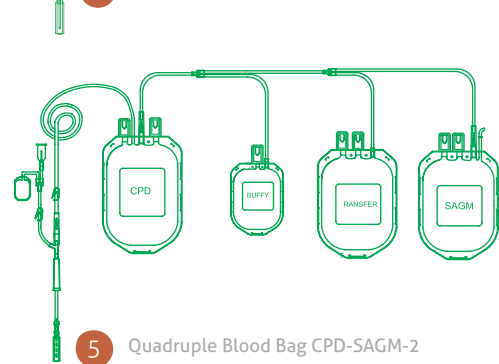 CPD
BUFFY
RANSFER
SAGM
5 Quadruple Blood Bag CPD-SAGM-2